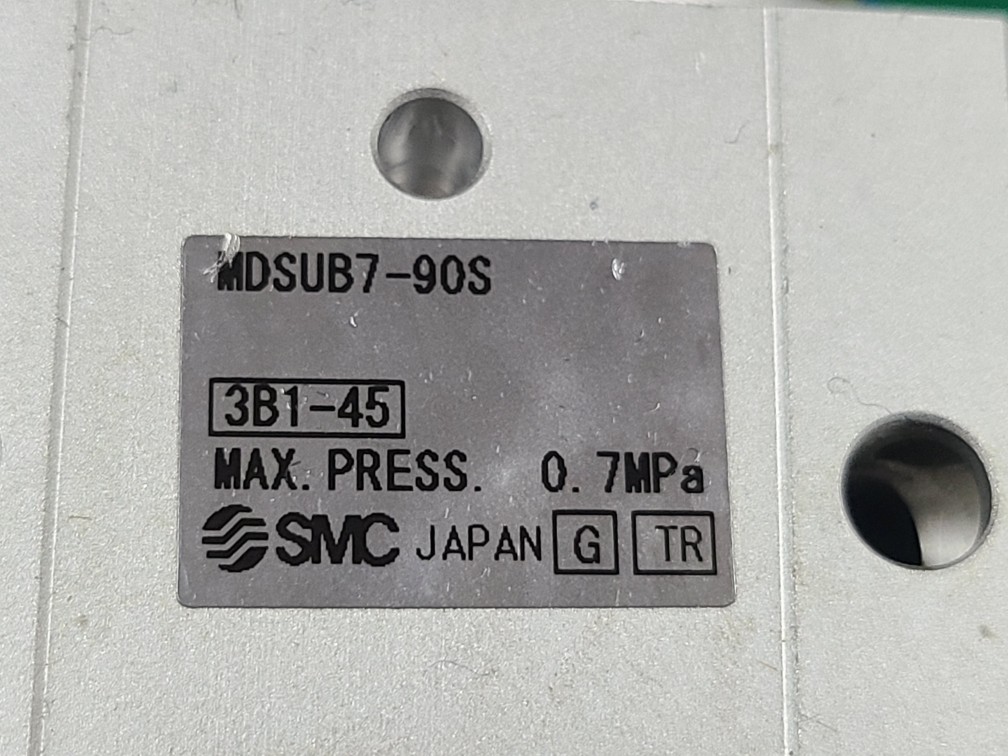 MDSUB7-90S
3B1-45
MAX. PRESS. 0.7MPa
SMC JAPAN G TR